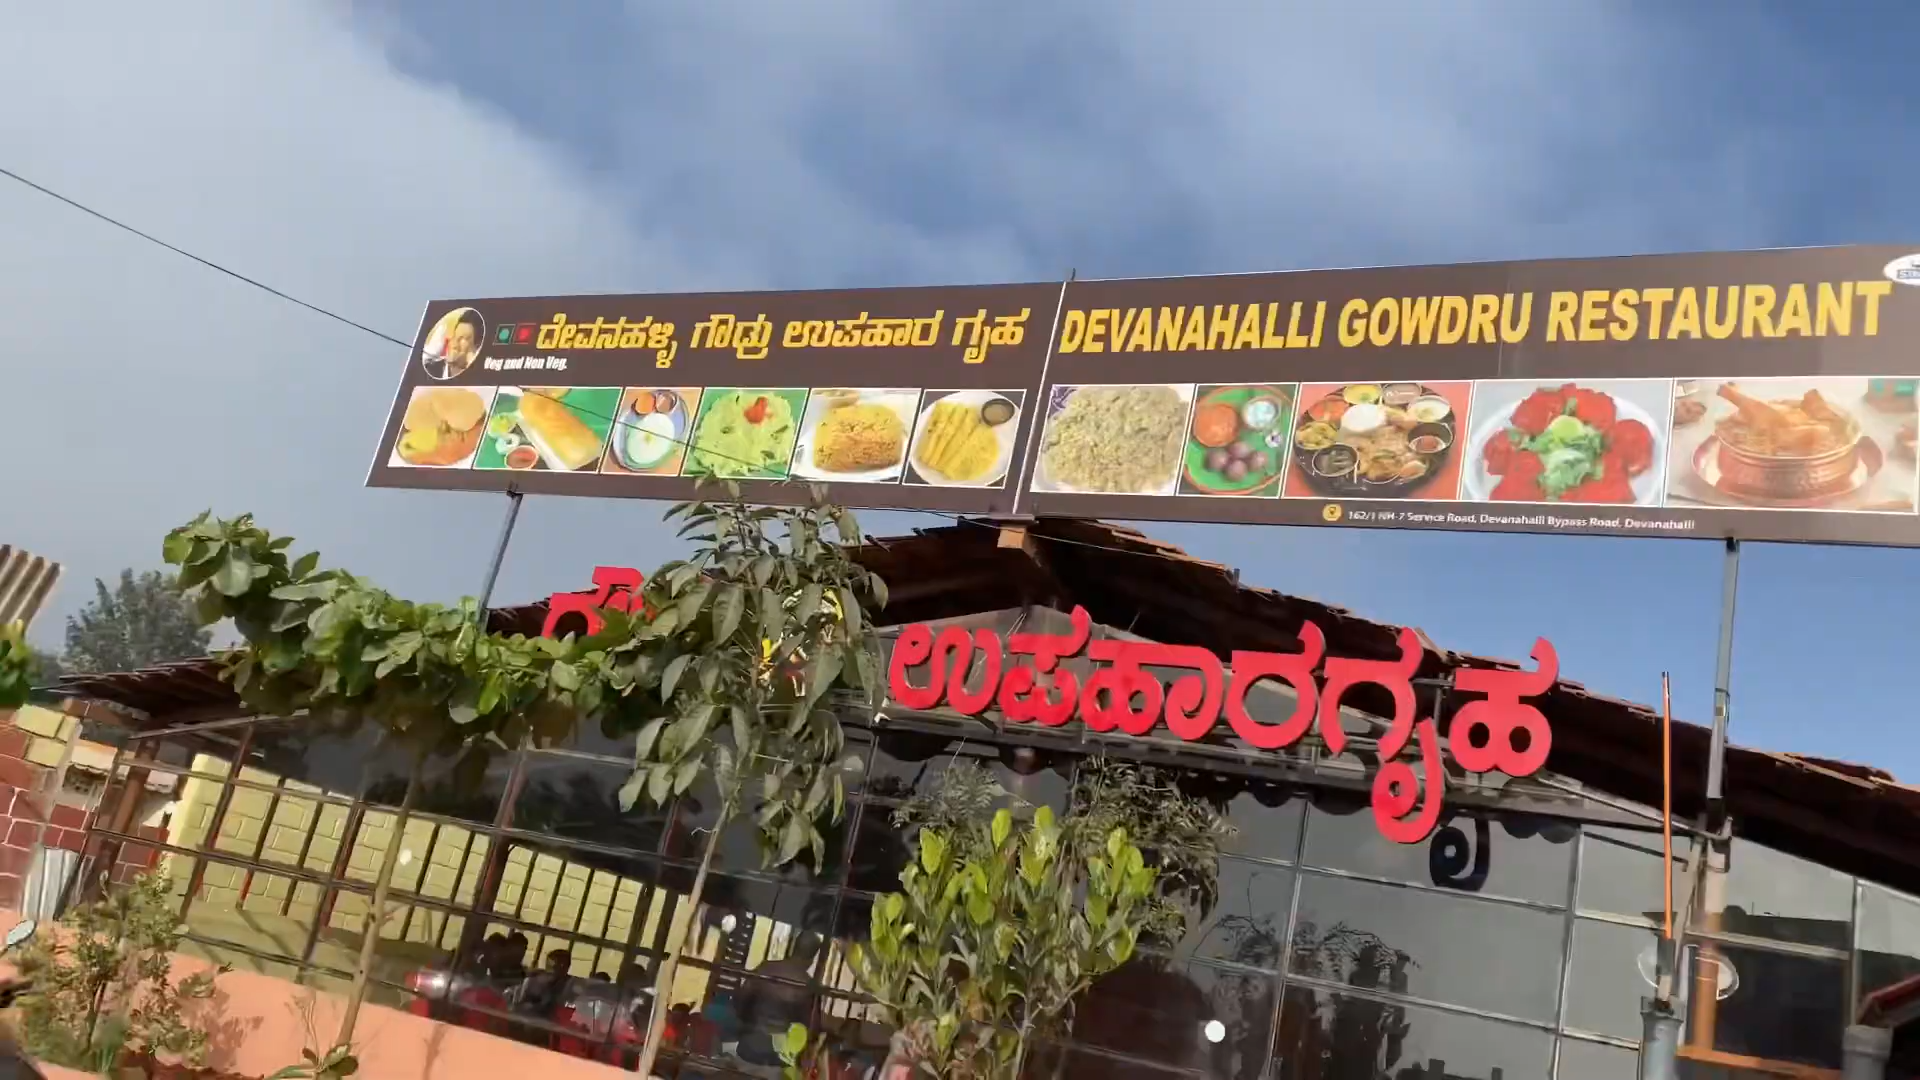 ದೇವನಹಳ್ಳಿ ಗೌಡ್ರು ಉಪಹಾರ ಗೃಹ
Veg and Non Veg.
DEVANAHALLI GOWDRU RESTAURANT
162/1 NH-7 Service Road, Devanahalli Bypass Road, Devanahalli
ಉಪಹಾರಗೃಹ